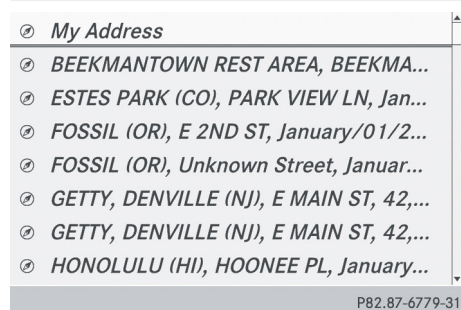 My Address
BEEKMANTOWN REST AREA, BEEKMA...
ESTES PARK (CO), PARK VIEW LN, Jan...
FOSSIL (OR), E 2ND ST, January/01/2...
FOSSIL (OR), Unknown Street, Januar...
GETTY, DENVILLE (NJ), E MAIN ST, 42,...
GETTY, DENVILLE (NJ), E MAIN ST, 42,...
HONOLULU (HI), HOONEE PL, January...
P82.87-6779-31